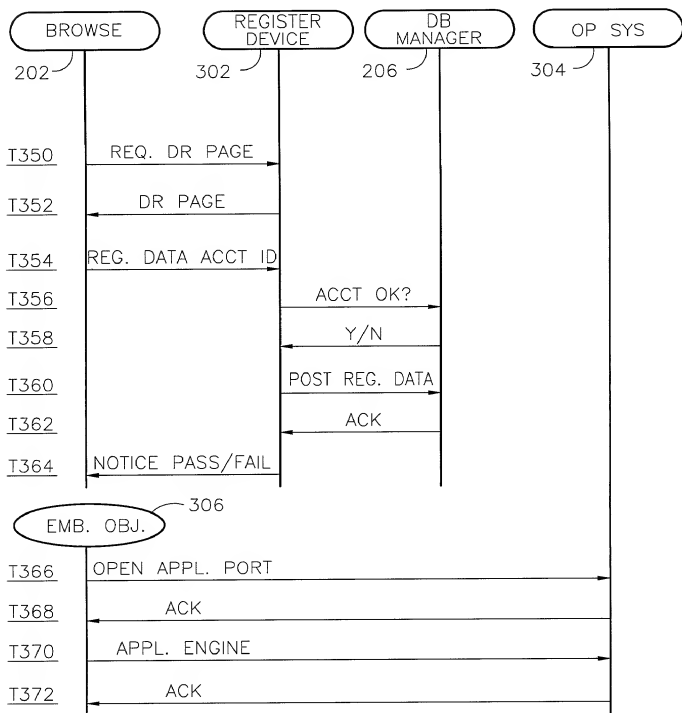 BROWSE
REGISTER
DEVICE
DB
MANAGER
OP SYS
202
302
206
304
T350 REQ. DR PAGE
T352 DR PAGE
T354 REG. DATA ACCT ID
T356 ACCT OK?
T358 Y/N
T360 POST REG. DATA
T362 ACK
T364 NOTICE PASS/FAIL
306
EMB. OBJ.
T366 OPEN APPL. PORT
T368 ACK
T370 APPL. ENGINE
T372 ACK